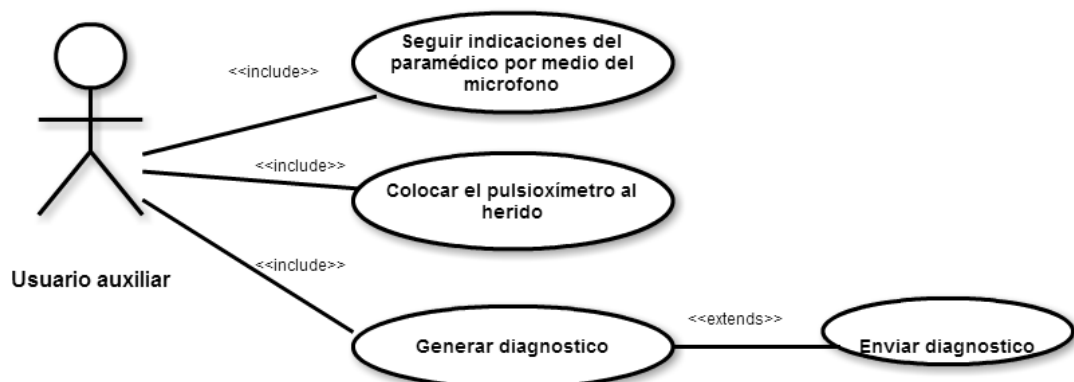 Seguir indicaciones del
paramédico por medio del
microfono
<<include>>
<<include>>
Colocar el pulsioxímetro al
herido
<<include>>
Usuario auxiliar
<<extends>>
Generar diagnostico
Enviar diagnostico